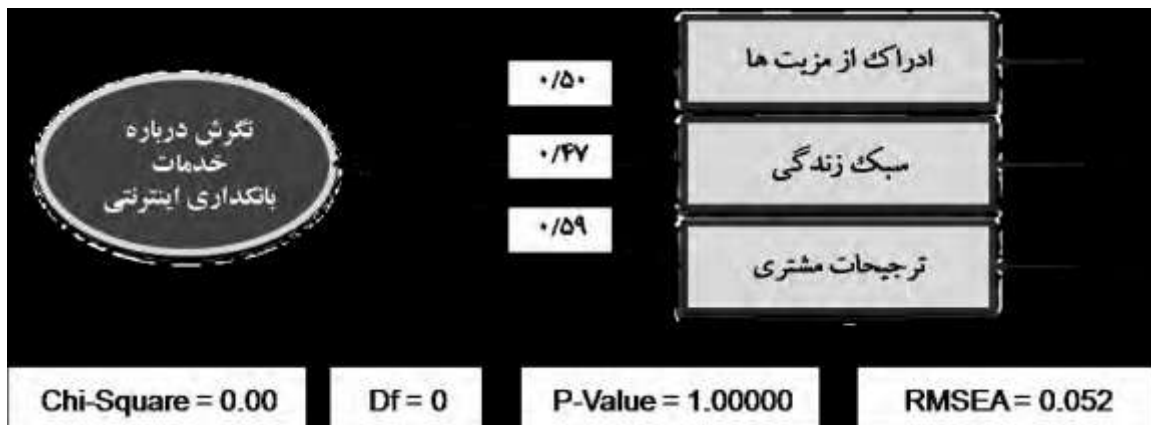 ادراک از مزیت ها
۰/۵۰
نگرش درباره
خدمات
بانکداری اینترنتی
۰/۴۷
سبک زندگی
۰/۵۹
ترجیحات مشتری
Chi-Square = 0.00
Df = 0
P-Value = 1.00000
RMSEA = 0.052